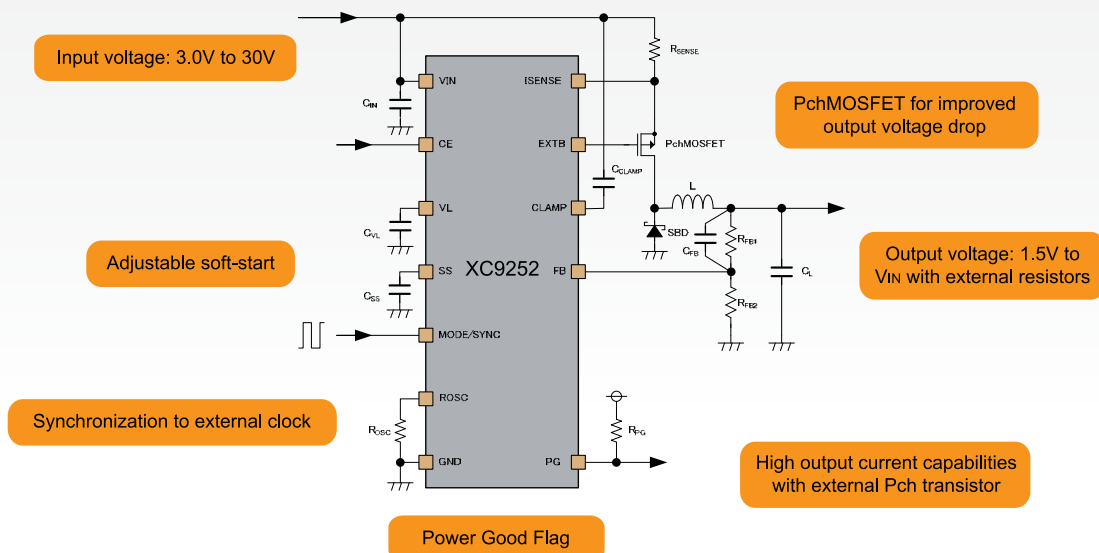 Input voltage: 3.0V to 30V
RSENSE
VIN
ISENSE
CIN
PchMOSFET for improved
output voltage drop
CE
EXTB
PchMOSFET
CCLAMP
L
VL
CLAMP
CVL
SBD
CFB
RFB1
Adjustable soft-start
SS
XC9252
FB
CL
Output voltage: 1.5V to
VIN with external resistors
CSS
RFB2
MODE/SYNC
Synchronization to external clock
ROSC
ROSC
RPG
GND
PG
High output current capabilities
with external Pch transistor
Power Good Flag